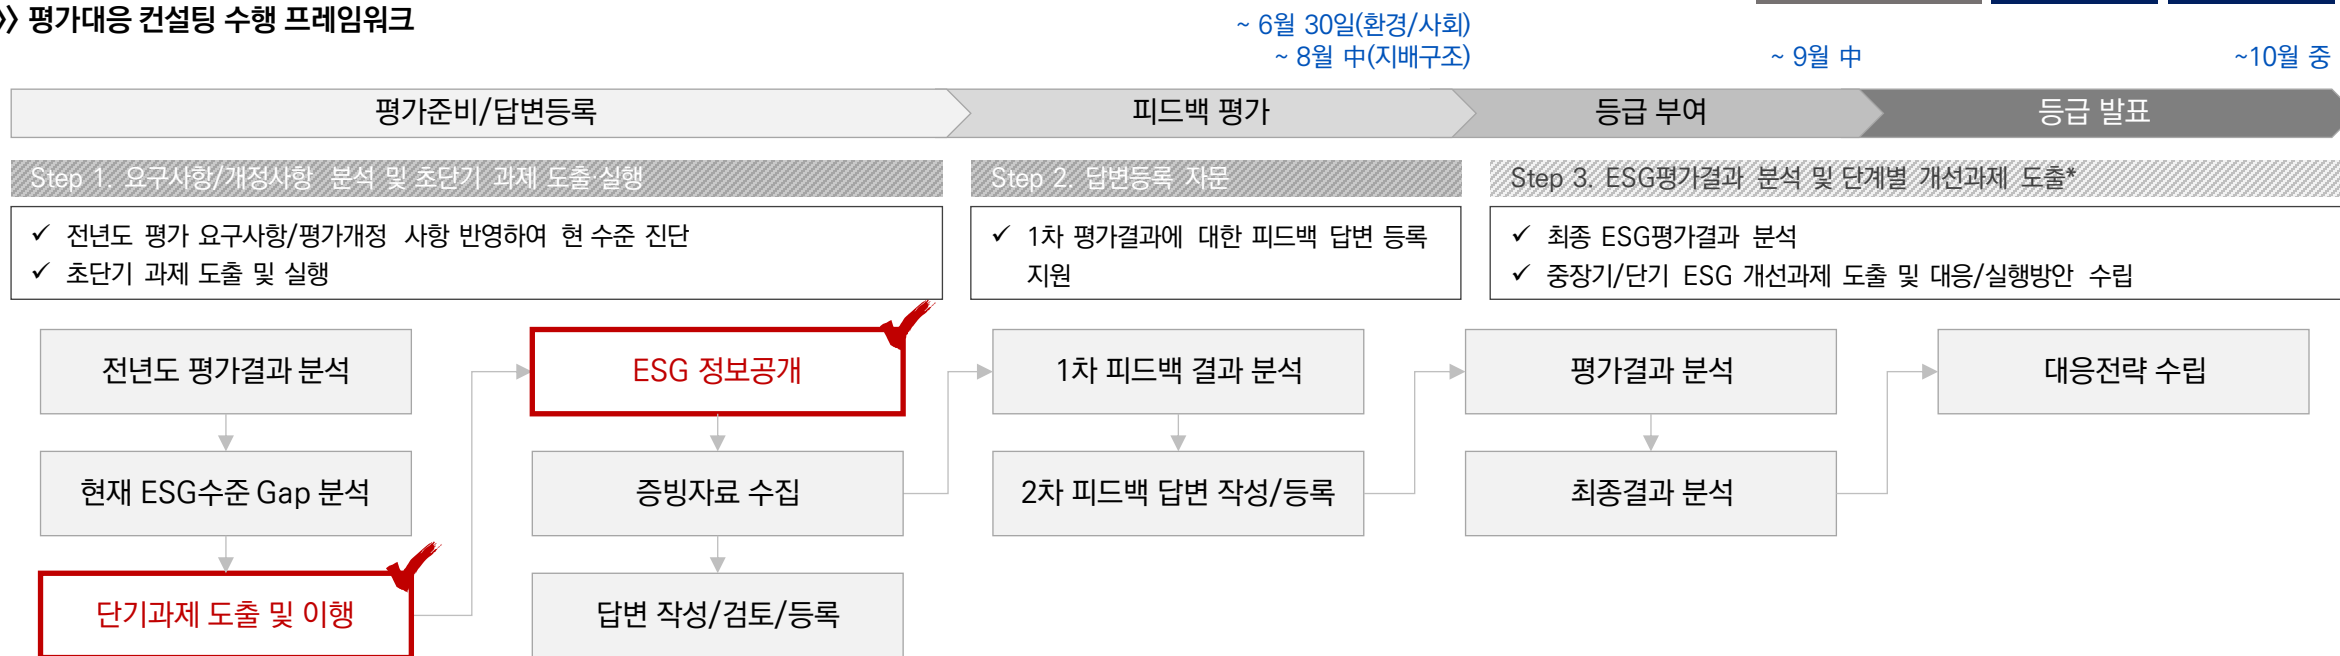 》 평가대응 컨설팅 수행 프레임워크
~ 6월 30일(환경/사회)
~ 8월 中(지배구조)
~ 9월 中
~10월 중
평가준비/답변등록
피드백 평가
등급 부여
등급 발표
Step 1. 요구사항/개정사항 분석 및 초단기 과제 도출·실행
Step 2. 답변등록 자문
Step 3. ESG평가결과 분석 및 단계별 개선과제 도출*
✓ 전년도 평가 요구사항/평가개정 사항 반영하여 현 수준 진단
✓ 초단기 과제 도출 및 실행
✓ 1차 평가결과에 대한 피드백 답변 등록
지원
✓ 최종 ESG평가결과 분석
✓ 중장기/단기 ESG 개선과제 도출 및 대응/실행방안 수립
전년도 평가결과 분석
현재 ESG수준 Gap 분석
단기과제 도출 및 이행
ESG 정보공개
증빙자료 수집
답변 작성/검토/등록
1차 피드백 결과 분석
2차 피드백 답변 작성/등록
평가결과 분석
최종결과 분석
대응전략 수립